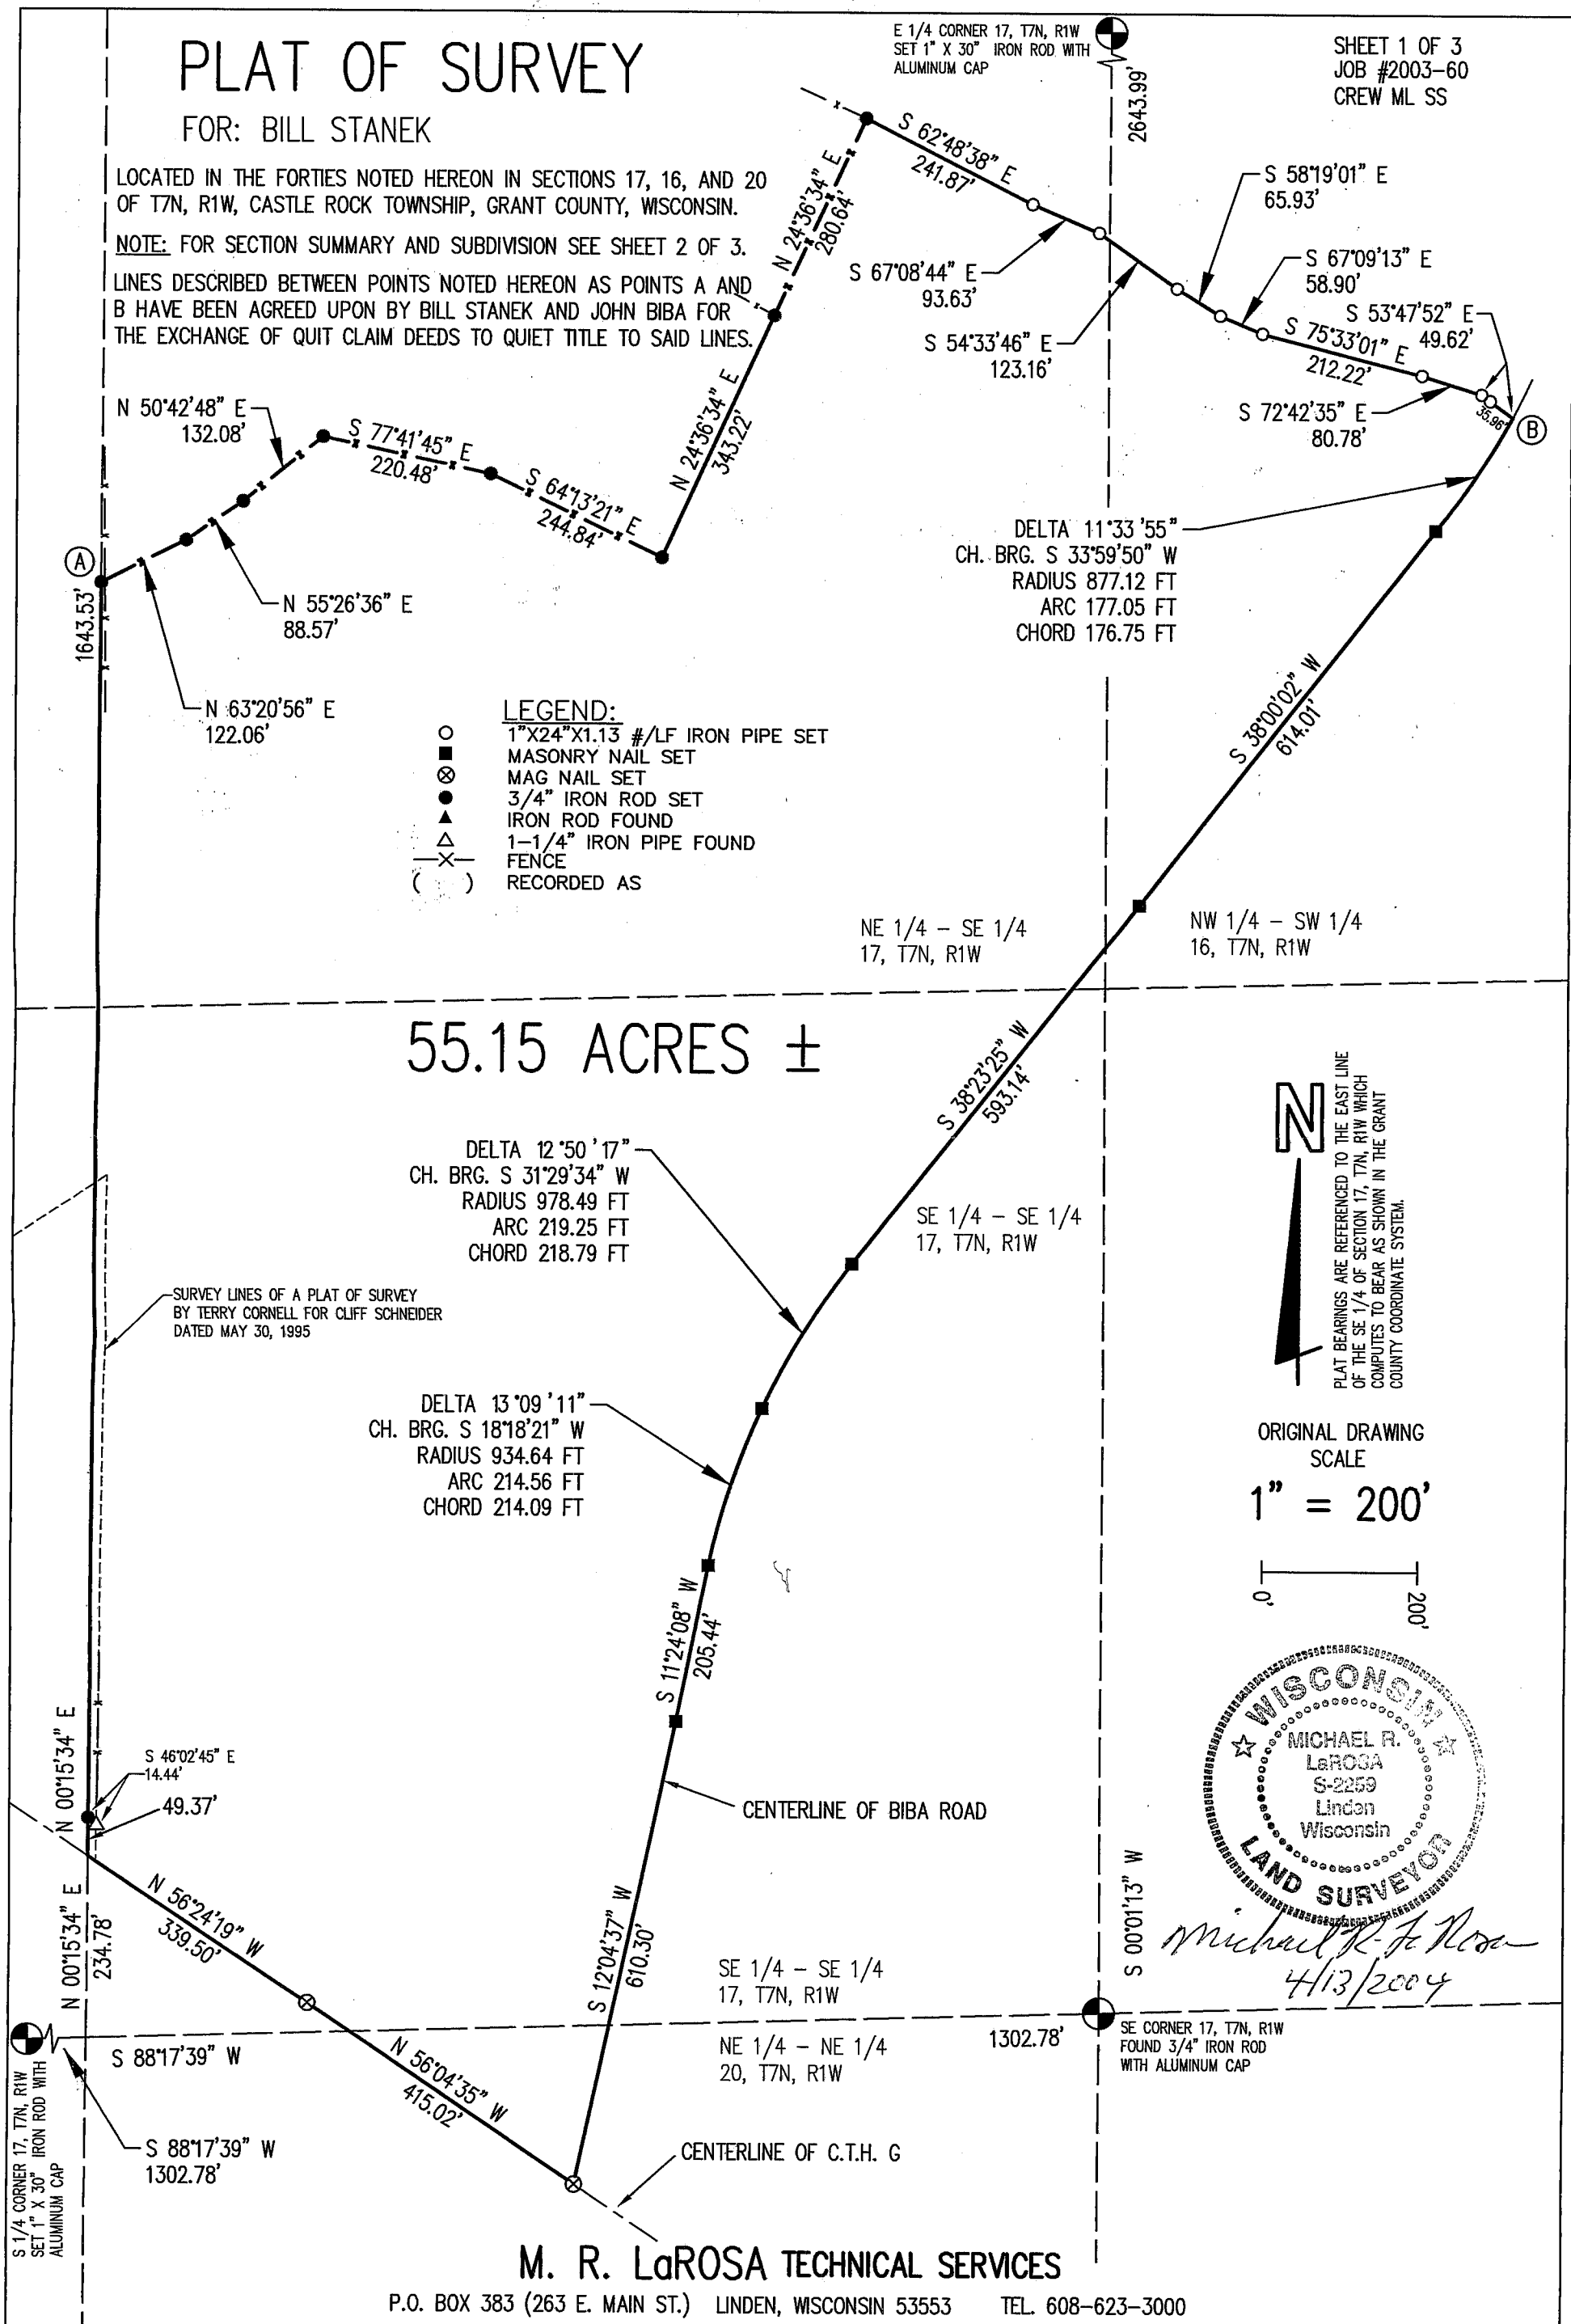 PLAT OF SURVEY
FOR: BILL STANEK
LOCATED IN THE FORTIES NOTED HEREON IN SECTIONS 17, 16, AND 20
OF T7N, R1W, CASTLE ROCK TOWNSHIP, GRANT COUNTY, WISCONSIN.
NOTE: FOR SECTION SUMMARY AND SUBDIVISION SEE SHEET 2 OF 3.
LINES DESCRIBED BETWEEN POINTS NOTED HEREON AS POINTS A AND
B HAVE BEEN AGREED UPON BY BILL STANEK AND JOHN BIBA FOR
THE EXCHANGE OF QUIT CLAIM DEEDS TO QUIET TITLE TO SAID LINES.
E 1/4 CORNER 17, T7N, R1W
SET 1" X 30" IRON ROD WITH
ALUMINUM CAP
2643.99'
SHEET 1 OF 3
JOB #2003-60
CREW ML SS
S 62°48'38" E
241.87'
S 58°19'01" E
65.93'
N 24°36'34" E
280.64'
S 67°08'44" E
93.63'
S 67°09'13" E
58.90'
S 53°47'52" E
49.62'
S 54°33'46" E
123.16'
S 75°33'01" E
212.22'
S 72°42'35" E
80.78'
35.96'
B
N 50°42'48" E
132.08'
S 77°41'45" E
220.48'
S 64°13'21" E
244.84'
N 24°36'34" E
343.22'
A
1643.53'
N 55°26'36" E
88.57'
N 63°20'56" E
122.06'
DELTA 11°33'55"
CH. BRG. S 33°59'50" W
RADIUS 877.12 FT
ARC 177.05 FT
CHORD 176.75 FT
S 38°00'02" W
614.01'
LEGEND:
1"X24"X1.13 #/LF IRON PIPE SET
MASONRY NAIL SET
MAG NAIL SET
3/4" IRON ROD SET
IRON ROD FOUND
1-1/4" IRON PIPE FOUND
—X— FENCE
( ) RECORDED AS
NE 1/4 - SE 1/4
17, T7N, R1W
NW 1/4 - SW 1/4
16, T7N, R1W
55.15 ACRES ±
S 38°23'25" W
593.14'
DELTA 12°50'17"
CH. BRG. S 31°29'34" W
RADIUS 978.49 FT
ARC 219.25 FT
CHORD 218.79 FT
SE 1/4 - SE 1/4
17, T7N, R1W
N
PLAT BEARINGS ARE REFERENCED TO THE EAST LINE
OF THE SE 1/4 OF SECTION 17, T7N, R1W WHICH
COMPUTES TO BEAR AS SHOWN IN THE GRANT
COUNTY COORDINATE SYSTEM.
SURVEY LINES OF A PLAT OF SURVEY
BY TERRY CORNELL FOR CLIFF SCHNEIDER
DATED MAY 30, 1995
DELTA 13°09'11"
CH. BRG. S 18°18'21" W
RADIUS 934.64 FT
ARC 214.56 FT
CHORD 214.09 FT
ORIGINAL DRAWING
SCALE
1" = 200'
0'
200'
S 11°24'08" W
205.44'
N 00°15'34" E
S 46°02'45" E
14.44'
49.37'
CENTERLINE OF BIBA ROAD
WISCONSIN
MICHAEL R.
LaROSA
S-2259
Linden
Wisconsin
LAND SURVEYOR
Michael R. La Rosa
4/13/2004
N 00°15'34" E
234.78'
N 56°24'19" W
339.50'
S 12°04'37" W
610.30'
S 00°01'13" W
SE 1/4 - SE 1/4
17, T7N, R1W
NE 1/4 - NE 1/4
20, T7N, R1W
1302.78'
SE CORNER 17, T7N, R1W
FOUND 3/4" IRON ROD
WITH ALUMINUM CAP
S 88°17'39" W
N 56°04'35" W
415.02'
S 88°17'39" W
1302.78'
S 1/4 CORNER 17, T7N, R1W
SET 1" X 30" IRON ROD WITH
ALUMINUM CAP
CENTERLINE OF C.T.H. G
M. R. LaROSA TECHNICAL SERVICES
P.O. BOX 383 (263 E. MAIN ST.) LINDEN, WISCONSIN 53553 TEL. 608-623-3000